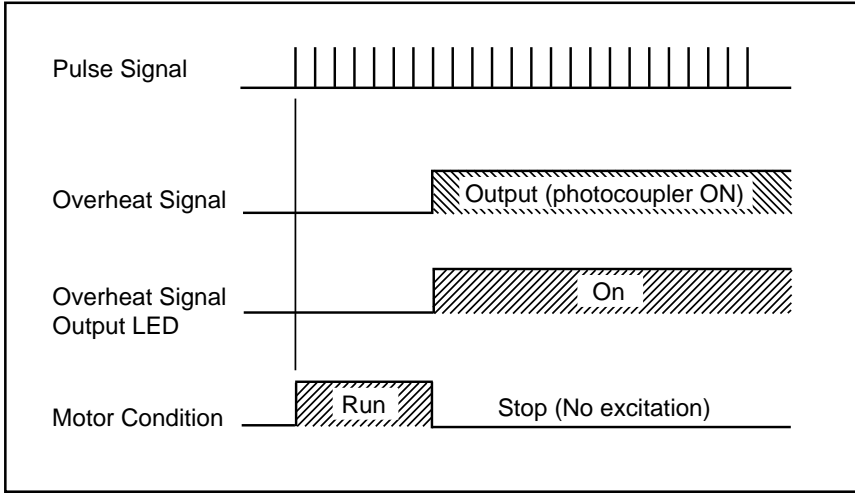 Pulse Signal
Overheat Signal
Output (photocoupler ON)
Overheat Signal
Output LED
On
Motor Condition
Run
Stop (No excitation)